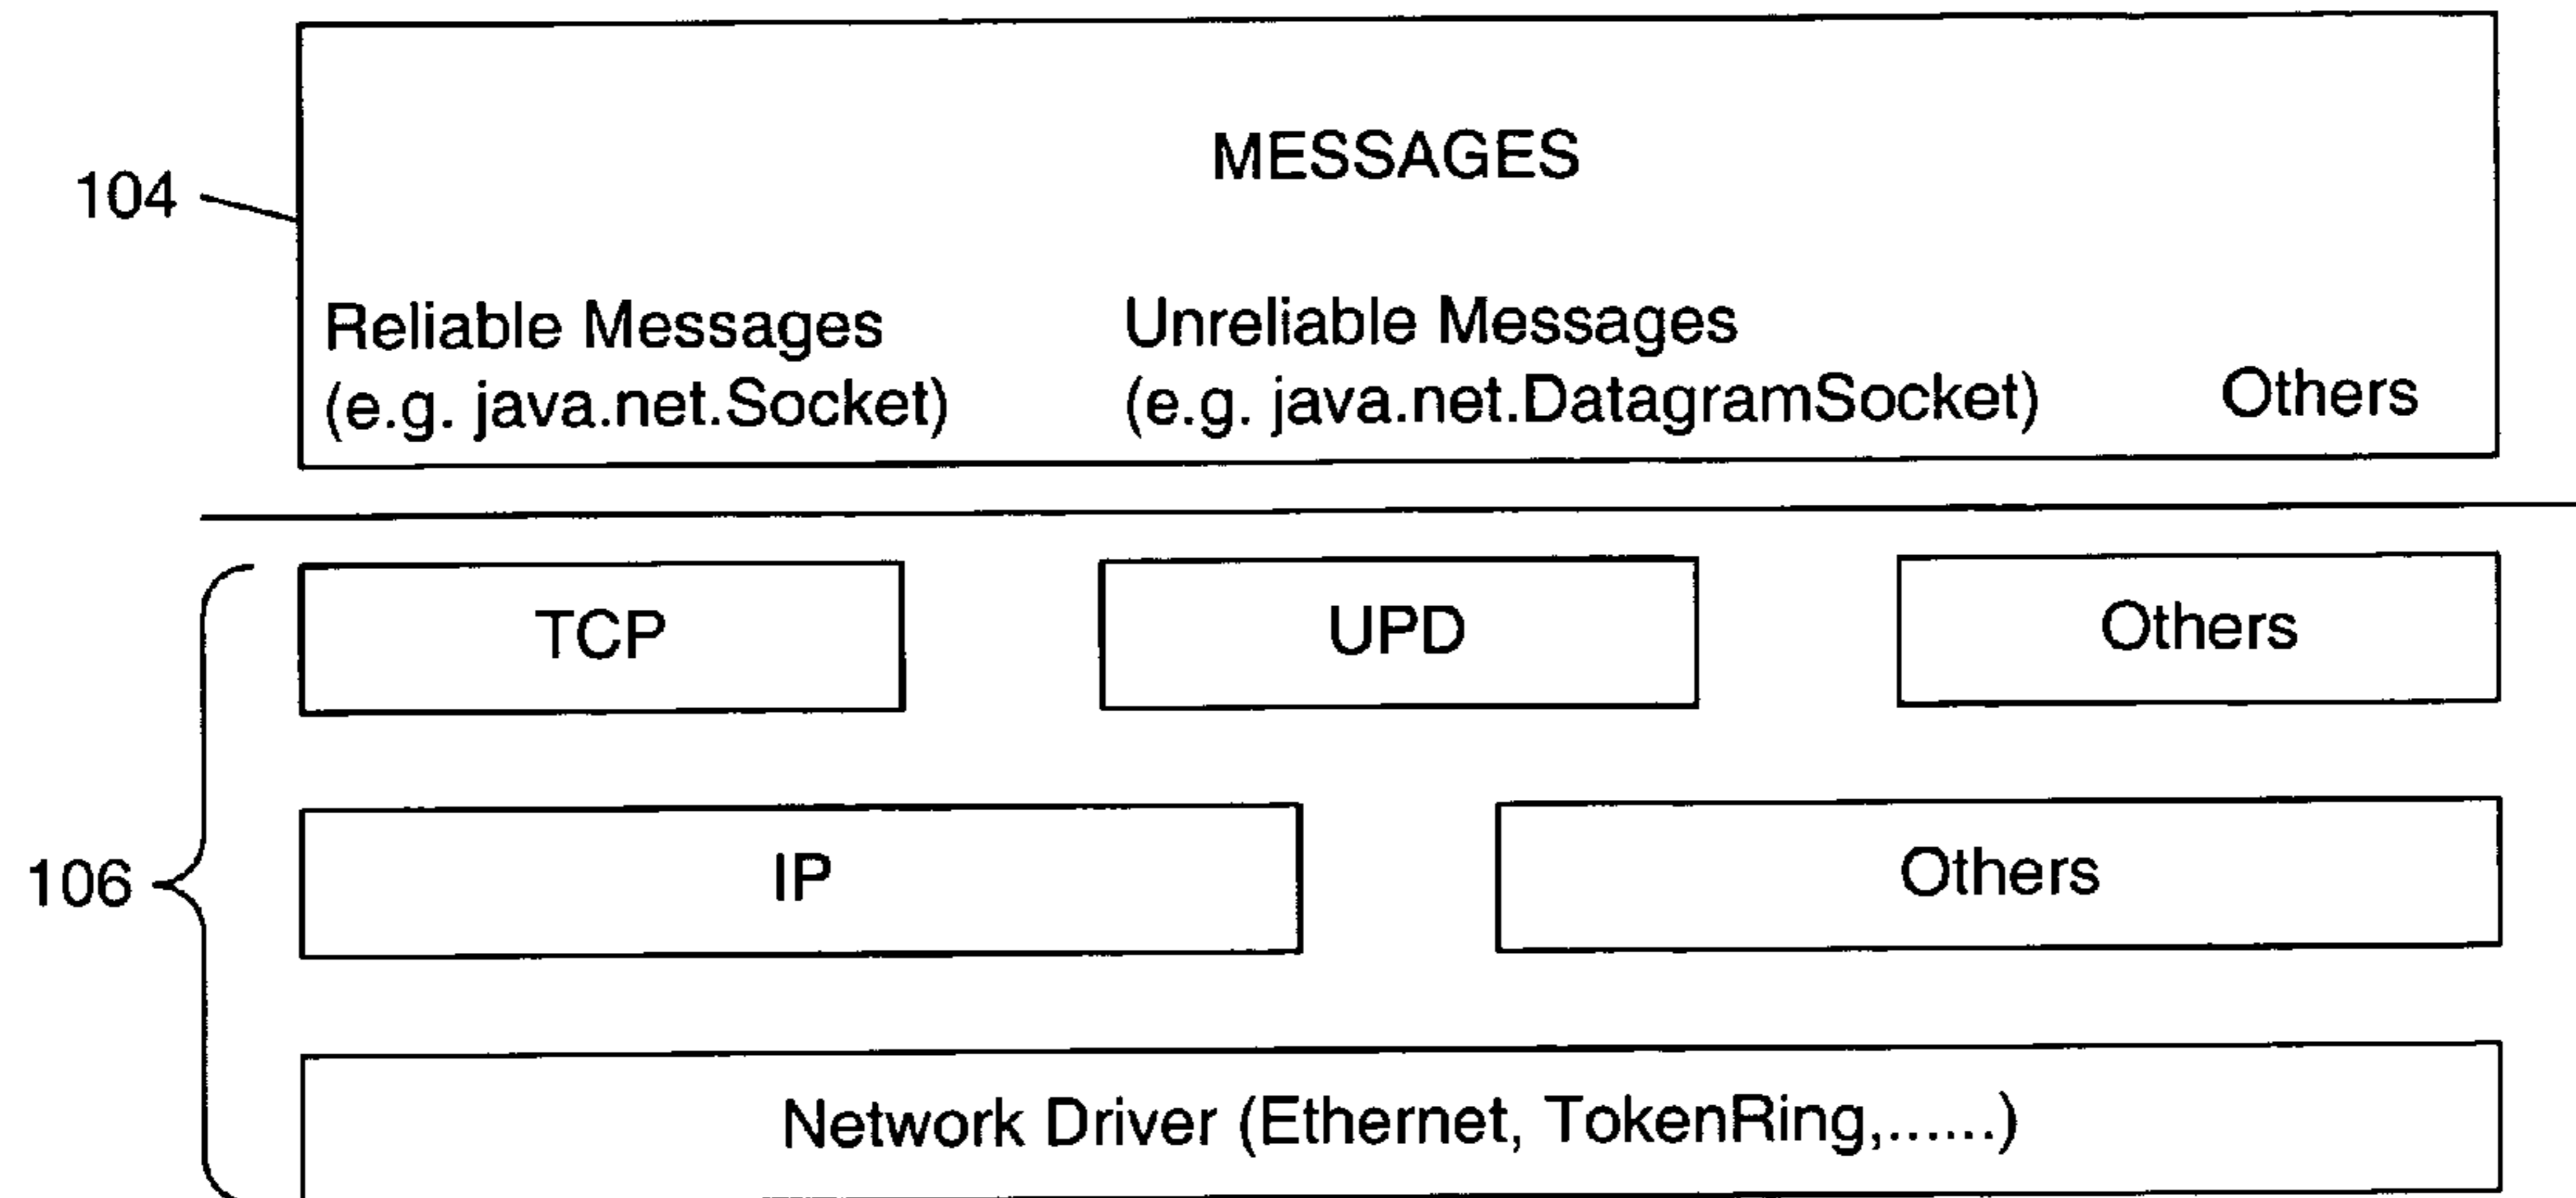 MESSAGES
104
Reliable Messages
(e.g. java.net.Socket)
Unreliable Messages
(e.g. java.net.DatagramSocket)
Others
TCP
UPD
Others
106
IP
Others
Network Driver (Ethernet, TokenRing,......)